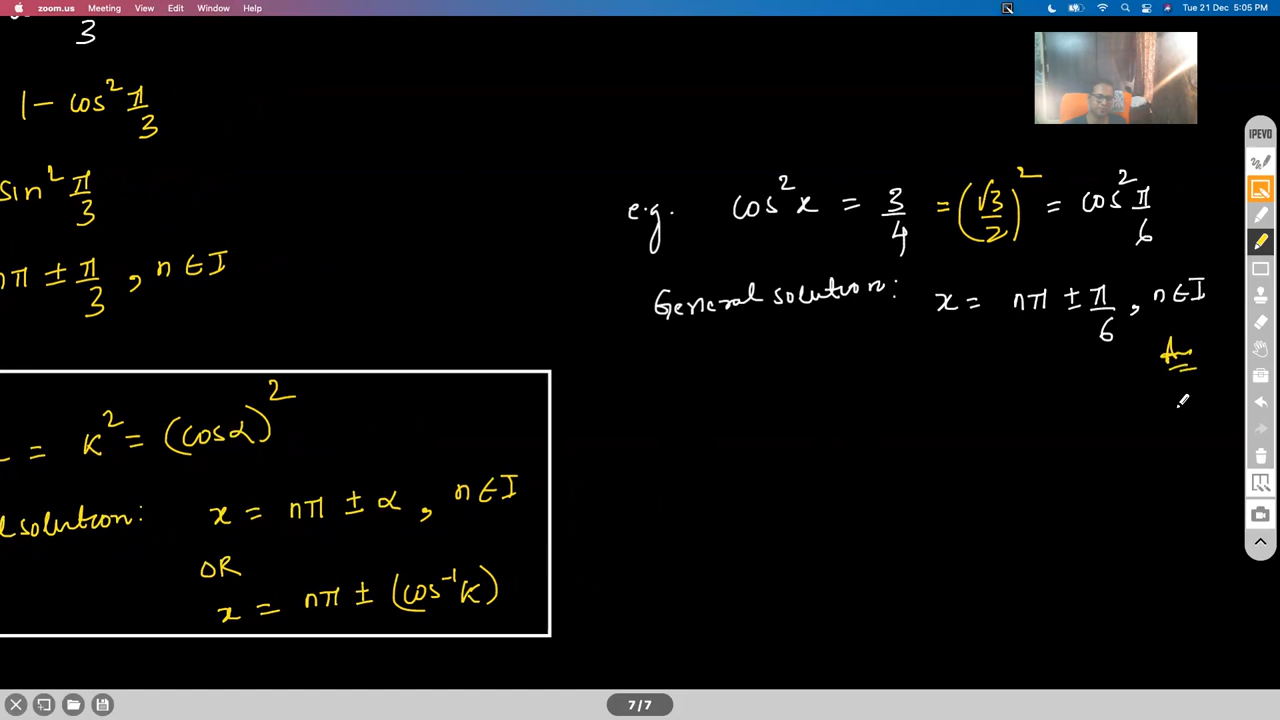 zoom.us Meeting View Edit Window Help
Tue 21 Dec 5:05 PM
3
1 - cos² π/3
sin² π/3
nπ ± π/3 , n ∈ I
= K² = (cosα)²
solution: x = nπ ± α , n ∈ I
OR
x = nπ ± (cos⁻¹K)
e.g. cos²x = 3/4 = (√3/2)² = cos² π/6
General solution: x = nπ ± π/6 , n ∈ I
Ans
IPEVO
7/7